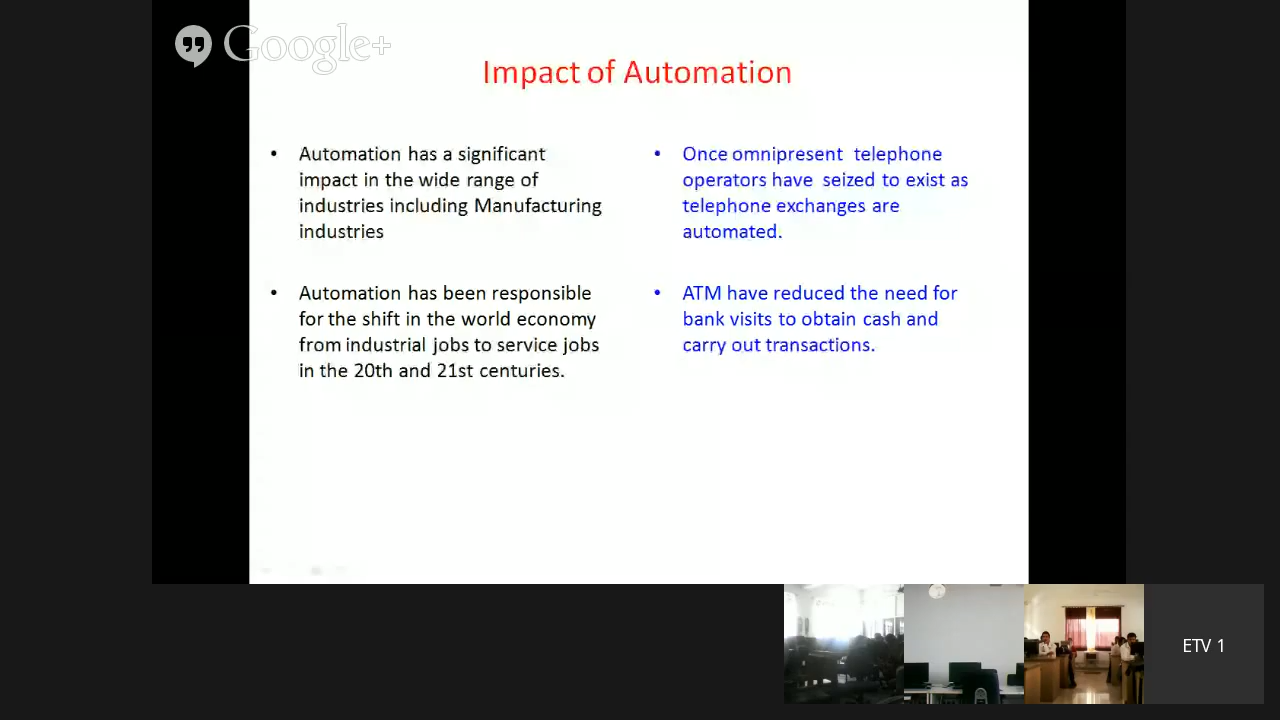 Google+
Impact of Automation
• Automation has a significant
impact in the wide range of
industries including Manufacturing
industries
• Automation has been responsible
for the shift in the world economy
from industrial jobs to service jobs
in the 20th and 21st centuries.
• Once omnipresent telephone
operators have seized to exist as
telephone exchanges are
automated.
• ATM have reduced the need for
bank visits to obtain cash and
carry out transactions.
ETV 1